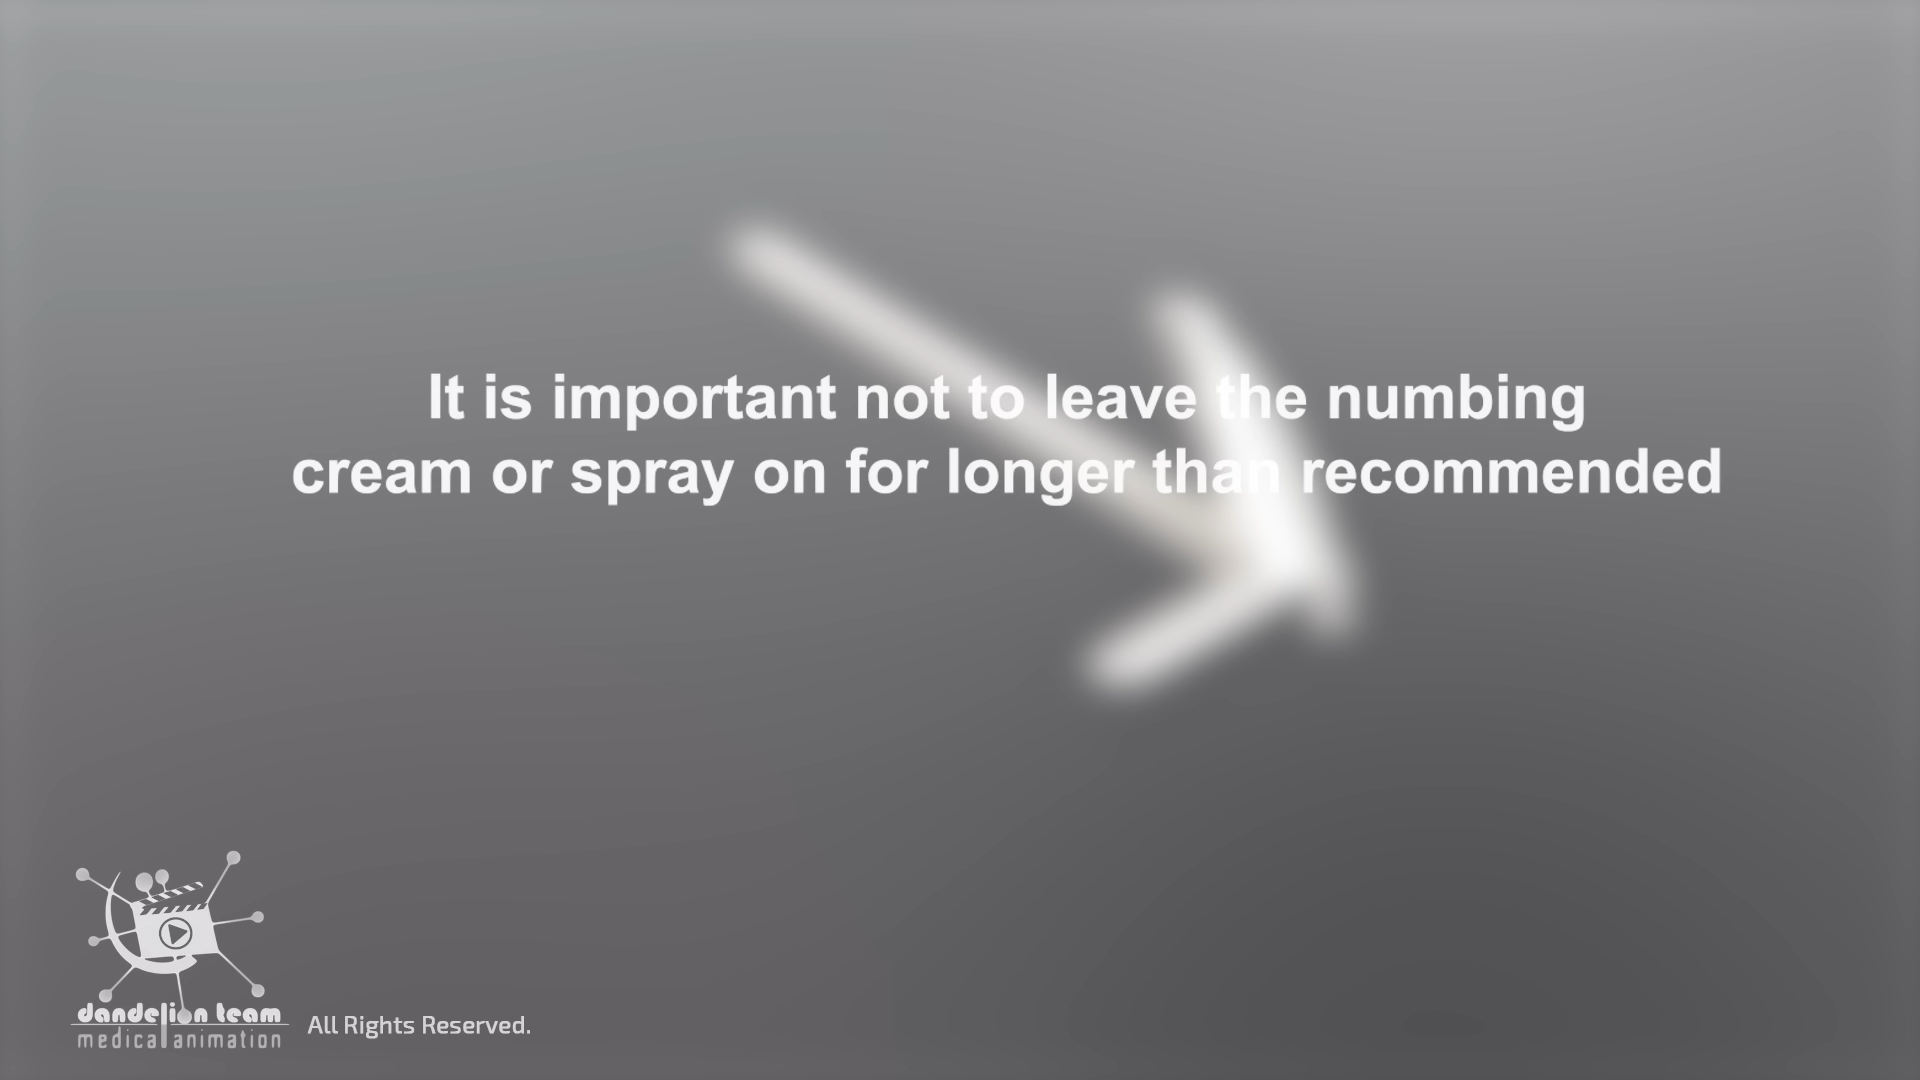 It is important not to leave the numbing
cream or spray on for longer than recommended
dandelion team
medical animation
All Rights Reserved.